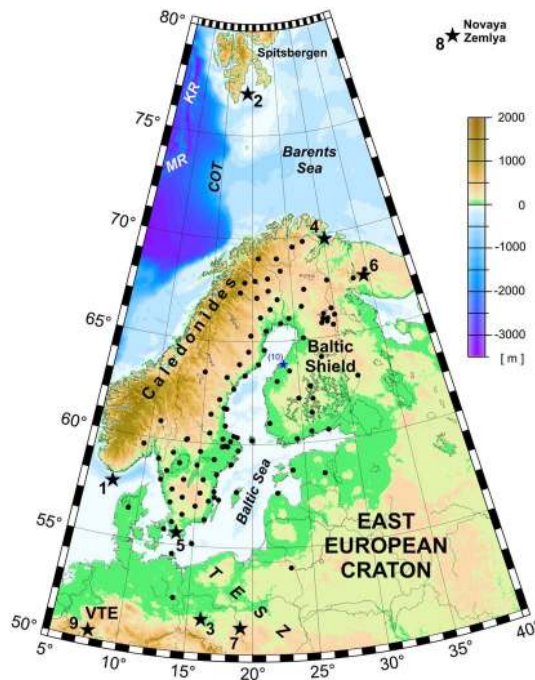 80°
Spitsbergen
8 Novaya
Zemlya
2
75°
KR
MR
COT
Barents
Sea
2000
1000
0
-1000
-2000
-3000
[ m ]
70°
4
6
65°
Caledonides
(10)
Baltic
Shield
60°
1
Baltic Sea
55°
5
EAST
EUROPEAN
CRATON
TESZ
50°
9
VTE
3
7
5°
10°
15°
20°
25°
30°
35°
40°